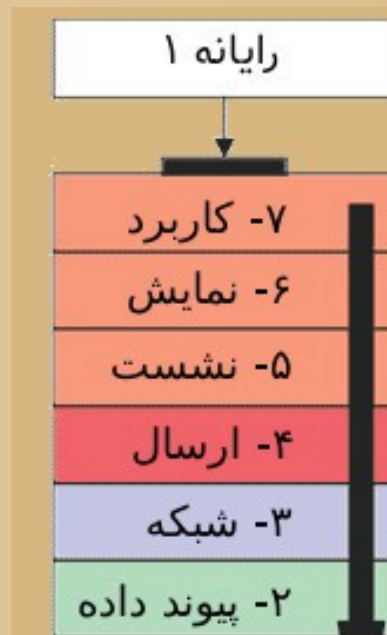 رایانه ۱
۷- کاربرد
۶- نمایش
۵- نشست
۴- ارسال
۳- شبکه
۲- پیوند داده